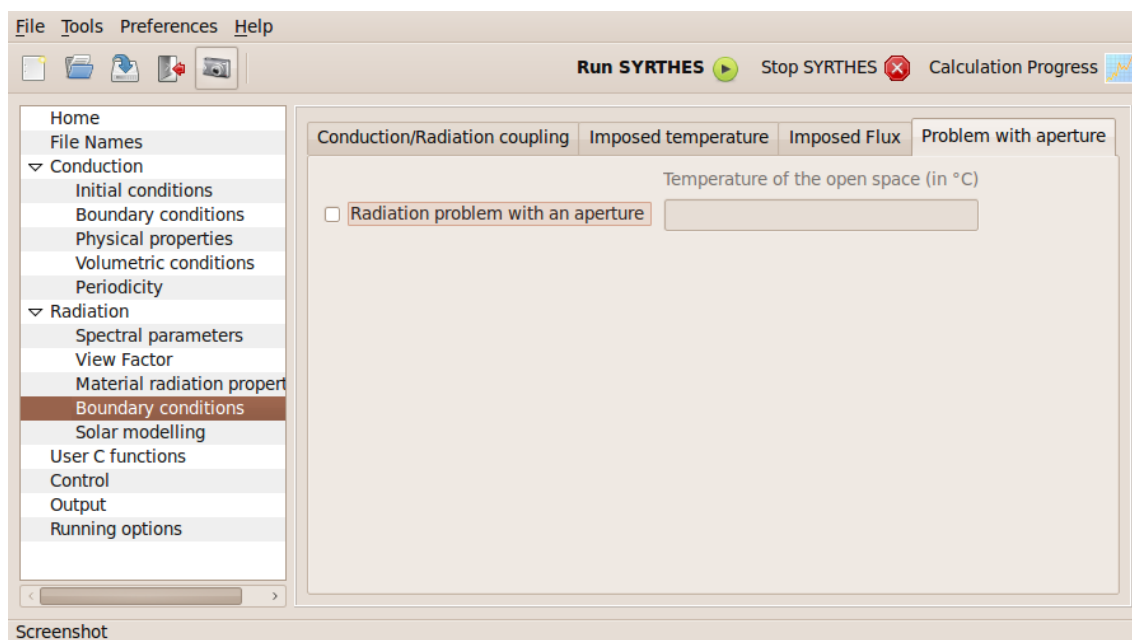 File Tools Preferences Help
Run SYRTHES Stop SYRTHES Calculation Progress
Home
File Names
Conduction
Initial conditions
Boundary conditions
Physical properties
Volumetric conditions
Periodicity
Radiation
Spectral parameters
View Factor
Material radiation propert
Boundary conditions
Solar modelling
User C functions
Control
Output
Running options
Conduction/Radiation coupling Imposed temperature Imposed Flux Problem with aperture
Temperature of the open space (in °C)
Radiation problem with an aperture
Screenshot